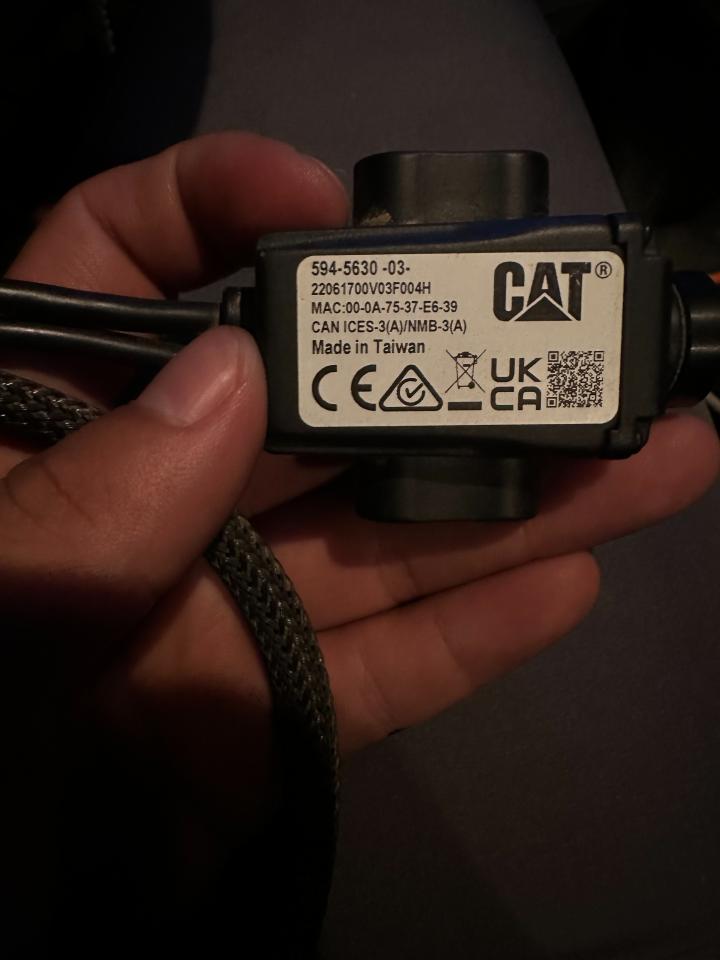 594-5630 -03-
22061700V03F004H
MAC:00-0A-75-37-E6-39
CAN ICES-3(A)/NMB-3(A)
Made in Taiwan
CAT®
CE
UK
CA